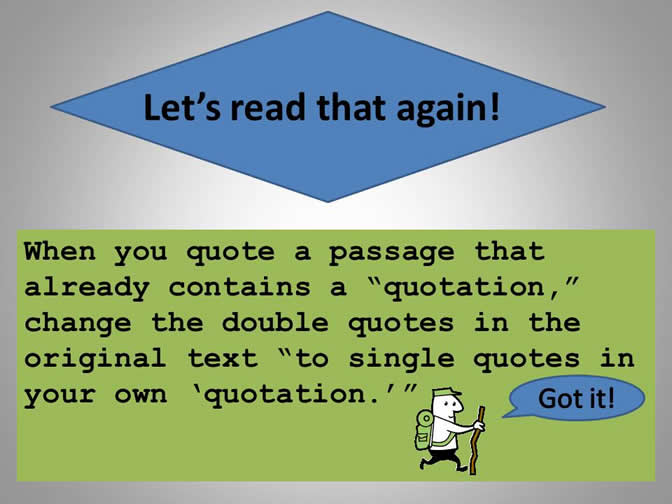 Let’s read that again!
When you quote a passage that
already contains a “quotation,”
change the double quotes in the
original text “to single quotes in
your own ‘quotation.’”
Got it!